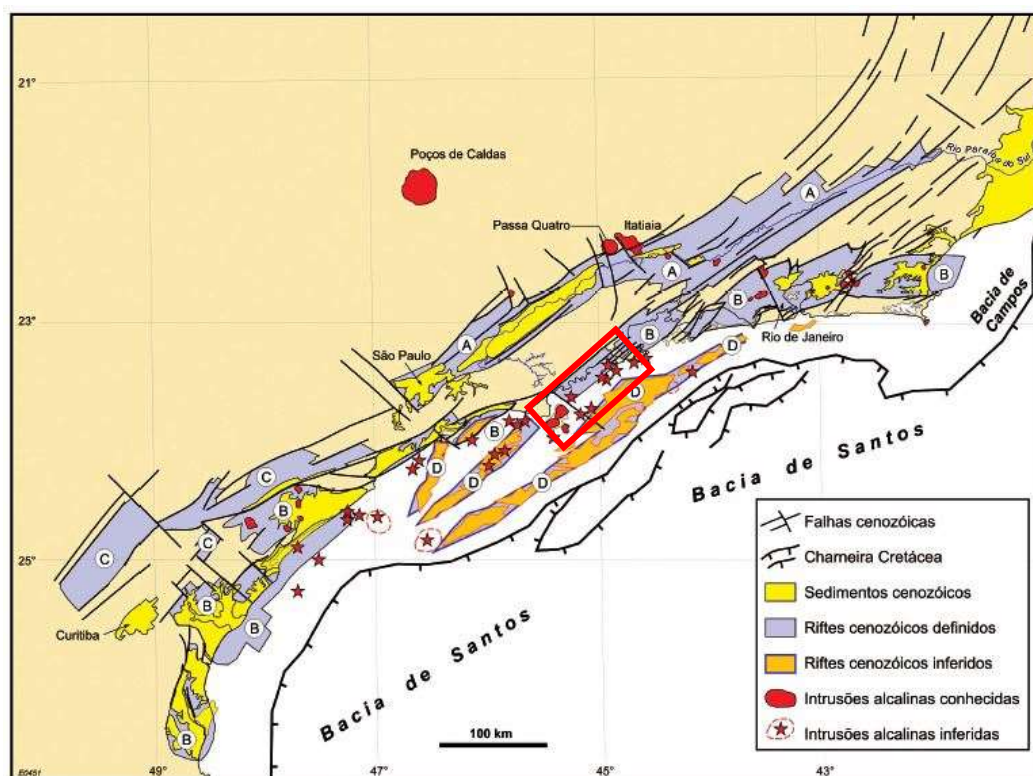 21°
Poços de Caldas
Rio Paraíba do Sul
A
Passa Quatro
Itatiaia
A
B
B
23°
Bacia de Campos
São Paulo
A
B
Rio de Janeiro
D
D
B
Bacia de Santos
C
D
D
D
B
C
25°
C
B
Curitiba
B
Bacia de Santos
B
100 km
49°
47°
45°
43°
E0451
Falhas cenozóicas
Charneira Cretácea
Sedimentos cenozóicos
Riftes cenozóicos definidos
Riftes cenozóicos inferidos
Intrusões alcalinas conhecidas
Intrusões alcalinas inferidas